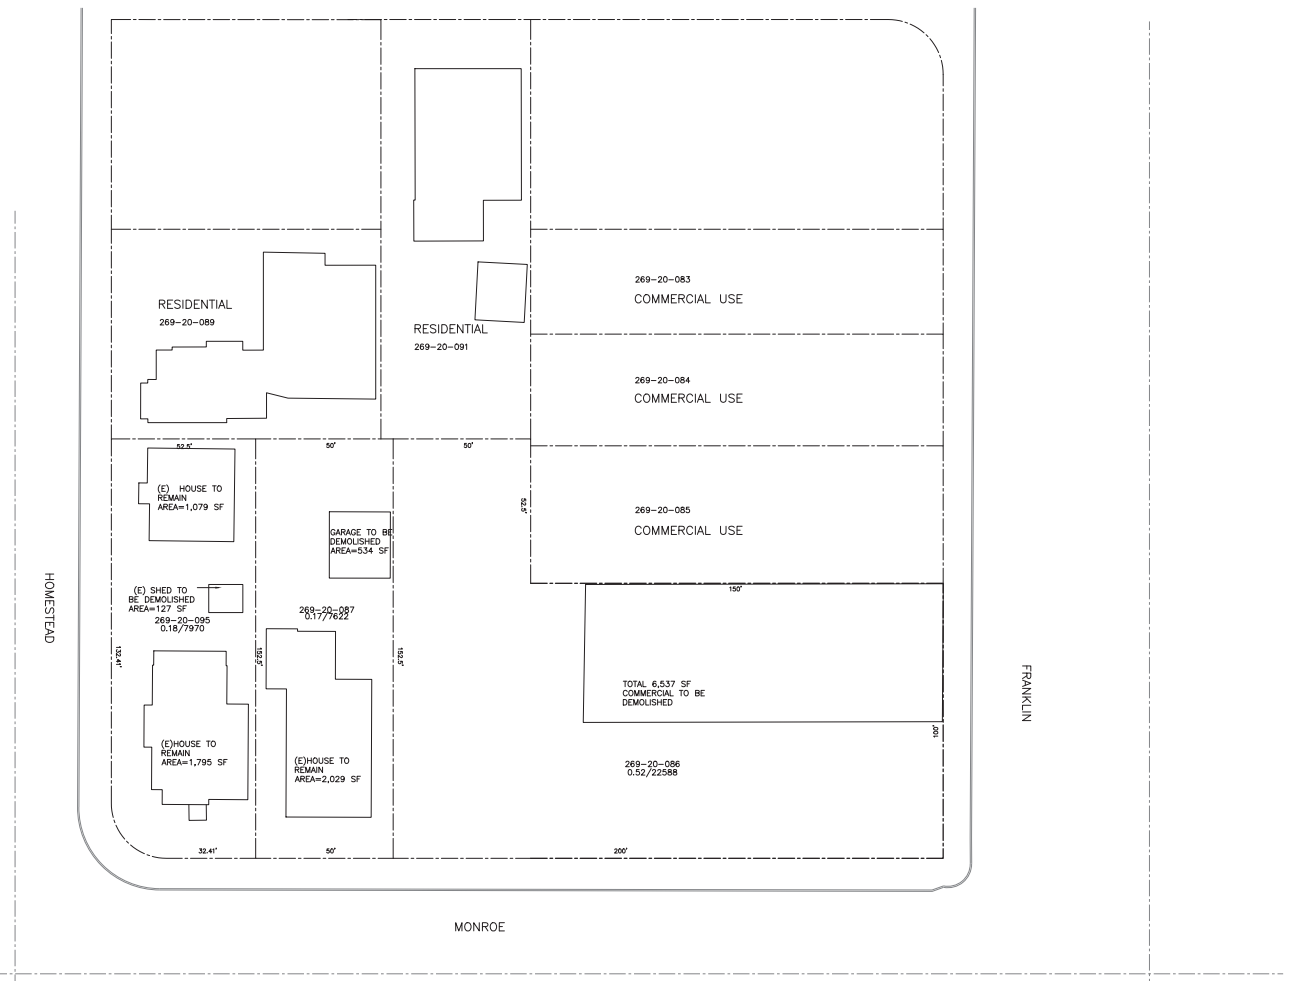 269-20-083
COMMERCIAL USE
RESIDENTIAL
269-20-089
RESIDENTIAL
269-20-091
269-20-084
COMMERCIAL USE
52.5'
50'
50'
(E) HOUSE TO
REMAIN
AREA=1,079 SF
52.5'
269-20-085
COMMERCIAL USE
GARAGE TO BE
DEMOLISHED
AREA=534 SF
HOMESTEAD
(E) SHED TO
BE DEMOLISHED
AREA=127 SF
269-20-095
0.18/7970
269-20-087
0.17/7622
150'
132.41'
152.5'
152.5'
TOTAL 6,537 SF
COMMERCIAL TO BE
DEMOLISHED
FRANKLIN
100'
(E)HOUSE TO
REMAIN
AREA=1,795 SF
(E)HOUSE TO
REMAIN
AREA=2,029 SF
269-20-086
0.52/22588
32.41'
50'
200'
MONROE